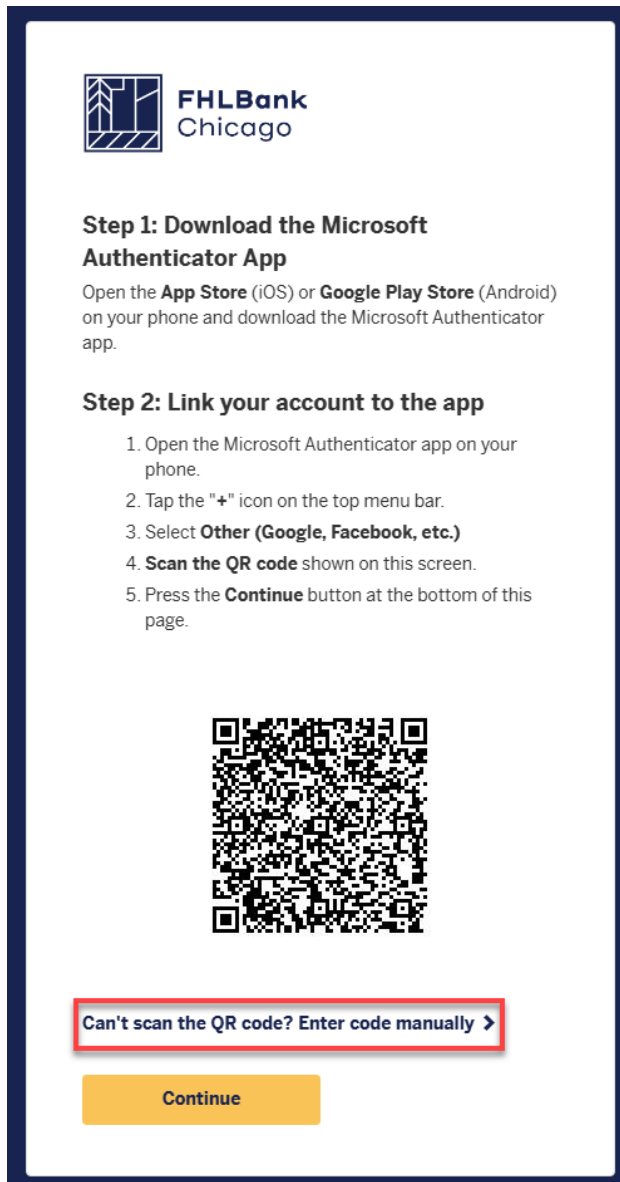 FHLBank
Chicago
Step 1: Download the Microsoft
Authenticator App
Open the App Store (iOS) or Google Play Store (Android)
on your phone and download the Microsoft Authenticator
app.
Step 2: Link your account to the app
1. Open the Microsoft Authenticator app on your
phone.
2. Tap the "+" icon on the top menu bar.
3. Select Other (Google, Facebook, etc.)
4. Scan the QR code shown on this screen.
5. Press the Continue button at the bottom of this
page.
Can't scan the QR code? Enter code manually >
Continue